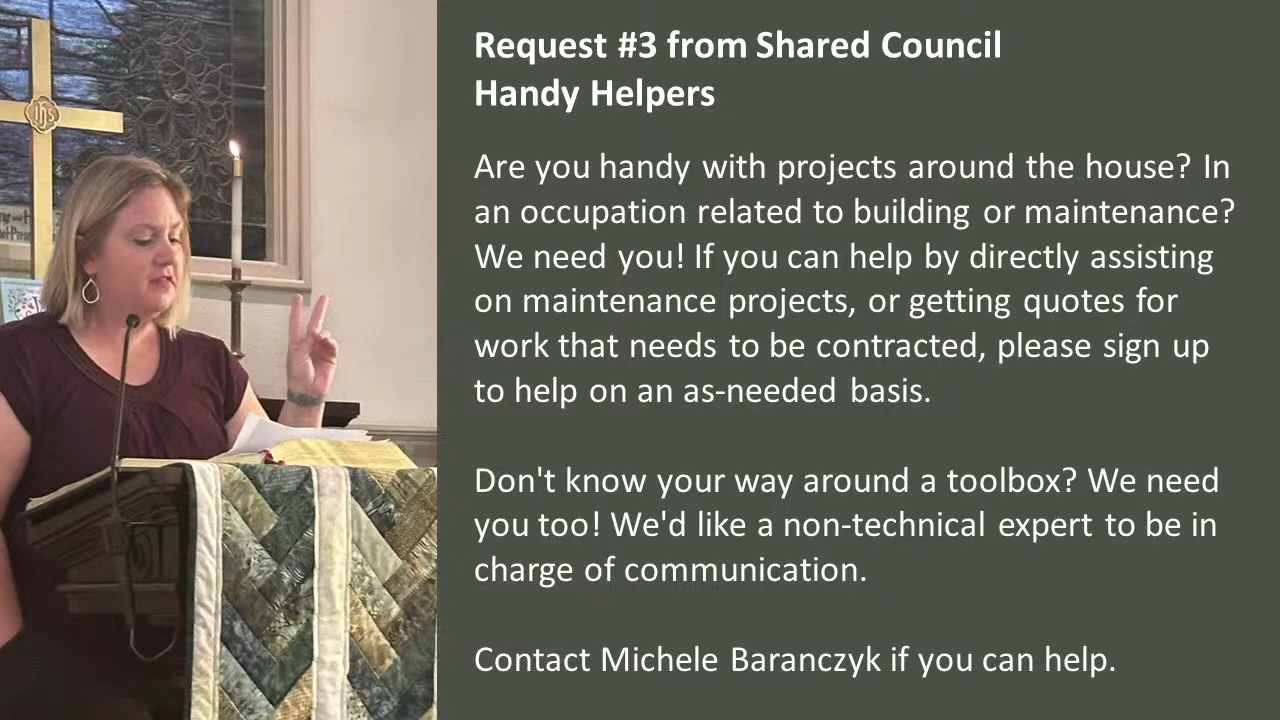 Request #3 from Shared Council
Handy Helpers
Are you handy with projects around the house? In
an occupation related to building or maintenance?
We need you! If you can help by directly assisting
on maintenance projects, or getting quotes for
work that needs to be contracted, please sign up
to help on an as-needed basis.
Don't know your way around a toolbox? We need
you too! We'd like a non-technical expert to be in
charge of communication.
Contact Michele Baranczyk if you can help.